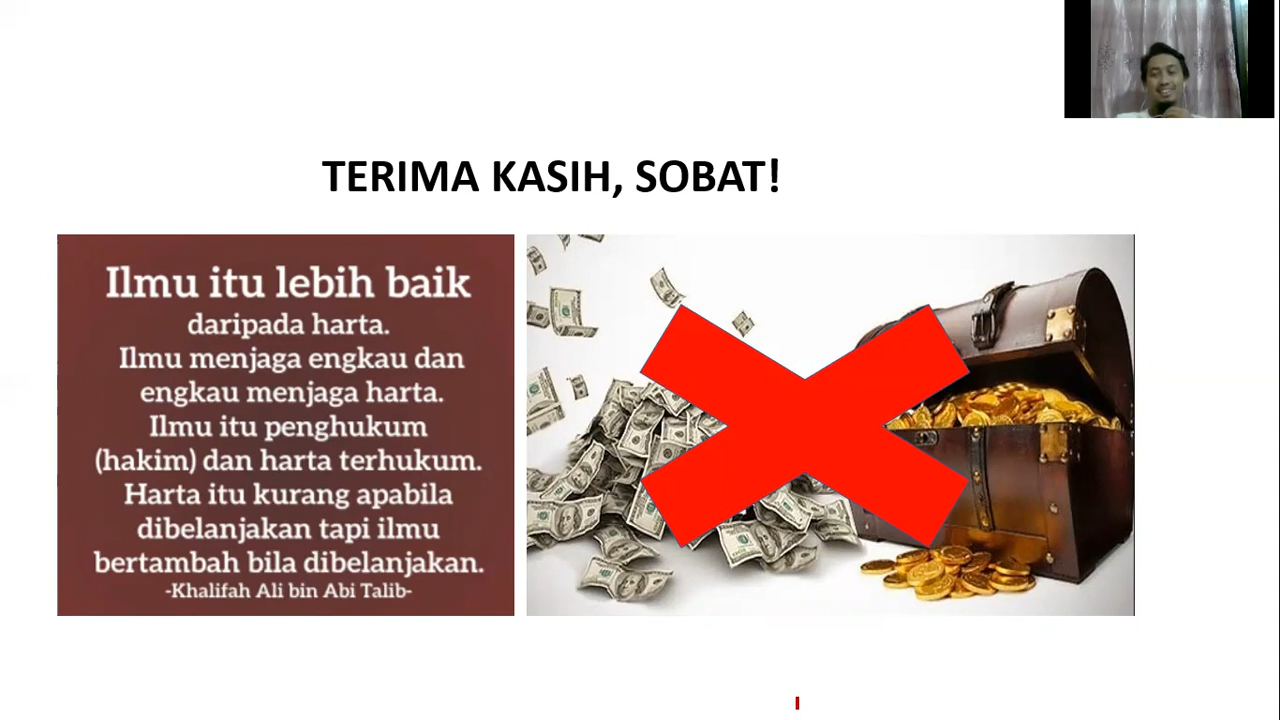 TERIMA KASIH, SOBAT!
Ilmu itu lebih baik
daripada harta.
Ilmu menjaga engkau dan
engkau menjaga harta.
Ilmu itu penghukum
(hakim) dan harta terhukum.
Harta itu kurang apabila
dibelanjakan tapi ilmu
bertambah bila dibelanjakan.
-Khalifah Ali bin Abi Talib-